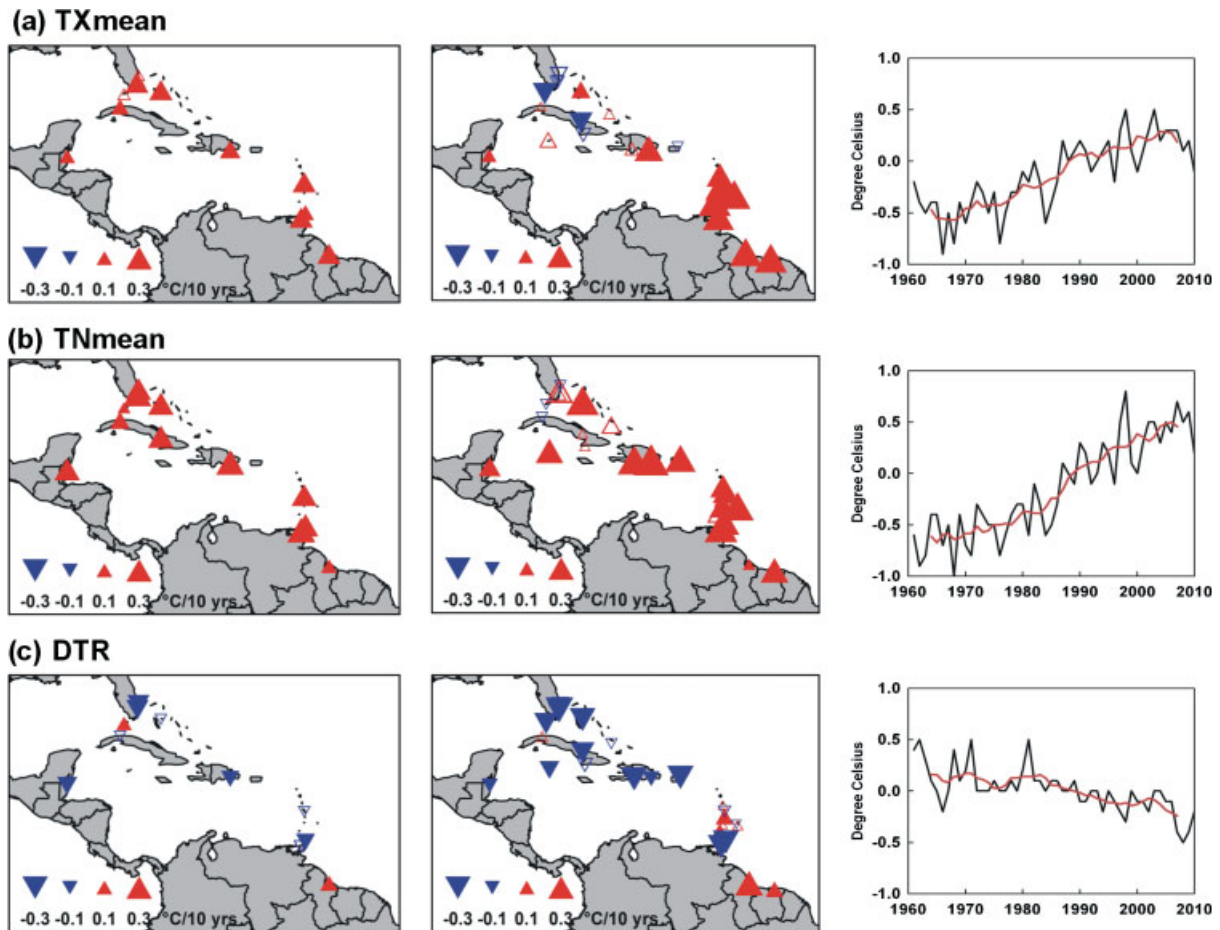 (a) TXmean
-0.3 -0.1 0.1 0.3 °C/10 yrs
-0.3 -0.1 0.1 0.3 °C/10 yrs
Degree Celsius
1.0
0.5
0.0
-0.5
-1.0
1960 1970 1980 1990 2000 2010
(b) TNmean
-0.3 -0.1 0.1 0.3 °C/10 yrs
-0.3 -0.1 0.1 0.3 °C/10 yrs
Degree Celsius
1.0
0.5
0.0
-0.5
-1.0
1960 1970 1980 1990 2000 2010
(c) DTR
-0.3 -0.1 0.1 0.3 °C/10 yrs
-0.3 -0.1 0.1 0.3 °C/10 yrs
Degree Celsius
1.0
0.5
0.0
-0.5
-1.0
1960 1970 1980 1990 2000 2010